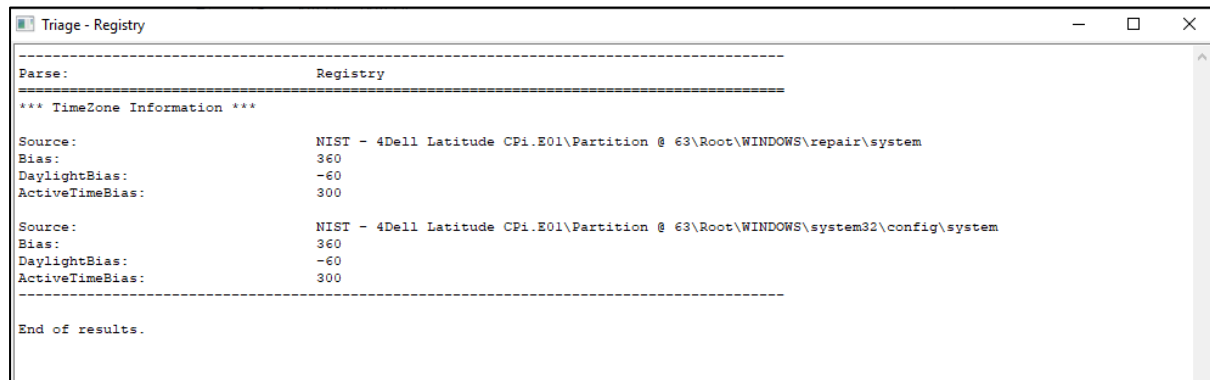 Triage - Registry
--------------------------------------------------------------------------------------------
Parse: Registry
============================================================================================
*** TimeZone Information ***
Source: NIST - 4Dell Latitude CPi.E01\Partition @ 63\Root\WINDOWS\repair\system
Bias: 360
DaylightBias: -60
ActiveTimeBias: 300
Source: NIST - 4Dell Latitude CPi.E01\Partition @ 63\Root\WINDOWS\system32\config\system
Bias: 360
DaylightBias: -60
ActiveTimeBias: 300
--------------------------------------------------------------------------------------------
End of results.